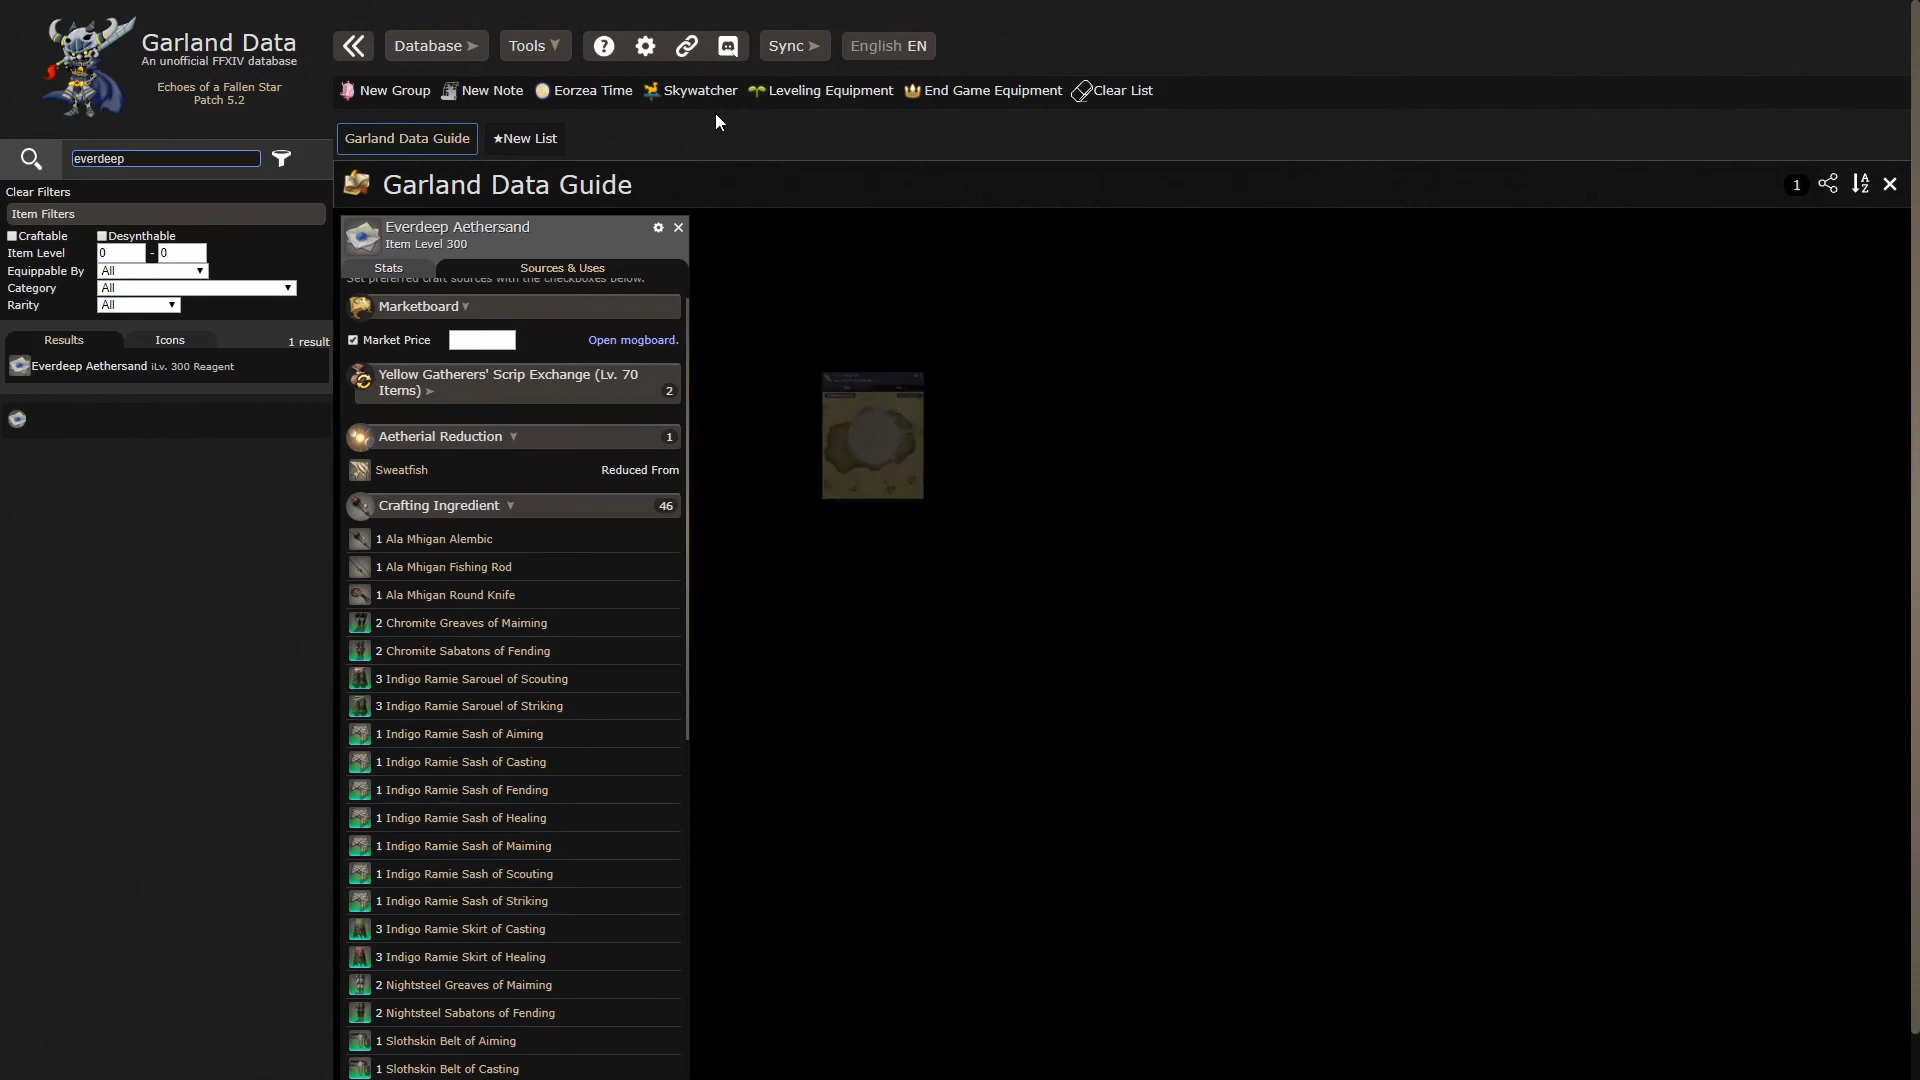 Garland Data
An unofficial FFXIV database
Echoes of a Fallen Star
Patch 5.2
Database
Tools
Sync
English EN
New Group
New Note
Eorzea Time
Skywatcher
Leveling Equipment
End Game Equipment
Clear List
Garland Data Guide
★New List
everdeep
Garland Data Guide
1
Clear Filters
Item Filters
Craftable
Desynthable
Item Level
0
-
0
Equippable By
All
Category
All
Rarity
All
Results
Icons
1 result
Everdeep Aethersand iLv. 300 Reagent
Everdeep Aethersand
Item Level 300
Stats
Sources & Uses
Set preferred craft sources with the checkboxes below.
Marketboard
Market Price
Open mogboard.
Yellow Gatherers' Scrip Exchange (Lv. 70
Items)
2
Aetherial Reduction
1
Sweatfish
Reduced From
Crafting Ingredient
46
1 Ala Mhigan Alembic
1 Ala Mhigan Fishing Rod
1 Ala Mhigan Round Knife
2 Chromite Greaves of Maiming
2 Chromite Sabatons of Fending
3 Indigo Ramie Sarouel of Scouting
3 Indigo Ramie Sarouel of Striking
1 Indigo Ramie Sash of Aiming
1 Indigo Ramie Sash of Casting
1 Indigo Ramie Sash of Fending
1 Indigo Ramie Sash of Healing
1 Indigo Ramie Sash of Maiming
1 Indigo Ramie Sash of Scouting
1 Indigo Ramie Sash of Striking
3 Indigo Ramie Skirt of Casting
3 Indigo Ramie Skirt of Healing
2 Nightsteel Greaves of Maiming
2 Nightsteel Sabatons of Fending
1 Slothskin Belt of Aiming
1 Slothskin Belt of Casting